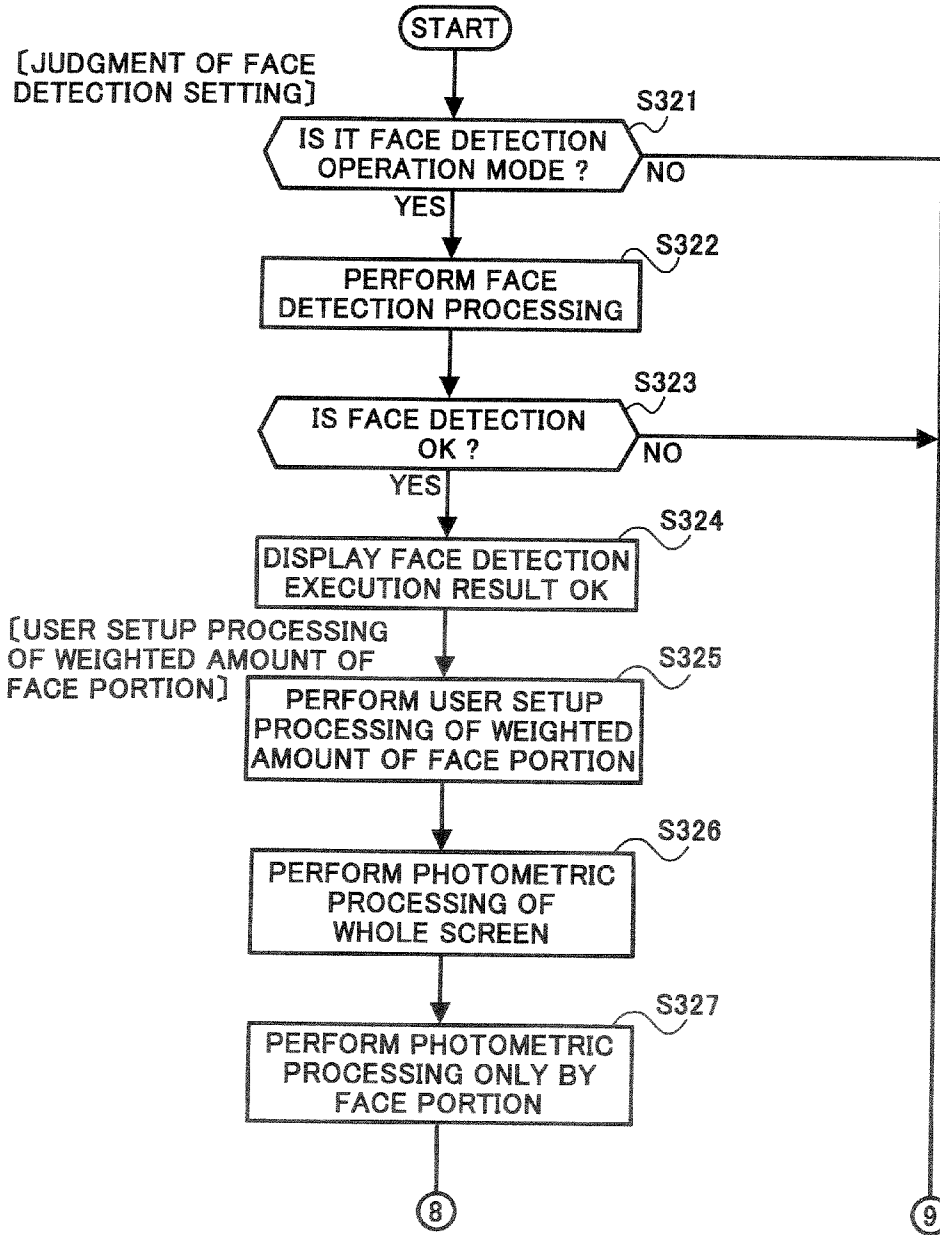 START
[JUDGMENT OF FACE
DETECTION SETTING]
S321
IS IT FACE DETECTION
OPERATION MODE ?
NO
YES
S322
PERFORM FACE
DETECTION PROCESSING
S323
IS FACE DETECTION
OK ?
NO
YES
S324
DISPLAY FACE DETECTION
EXECUTION RESULT OK
[USER SETUP PROCESSING
OF WEIGHTED AMOUNT OF
FACE PORTION]
S325
PERFORM USER SETUP
PROCESSING OF WEIGHTED
AMOUNT OF FACE PORTION
S326
PERFORM PHOTOMETRIC
PROCESSING OF
WHOLE SCREEN
S327
PERFORM PHOTOMETRIC
PROCESSING ONLY BY
FACE PORTION
8
9